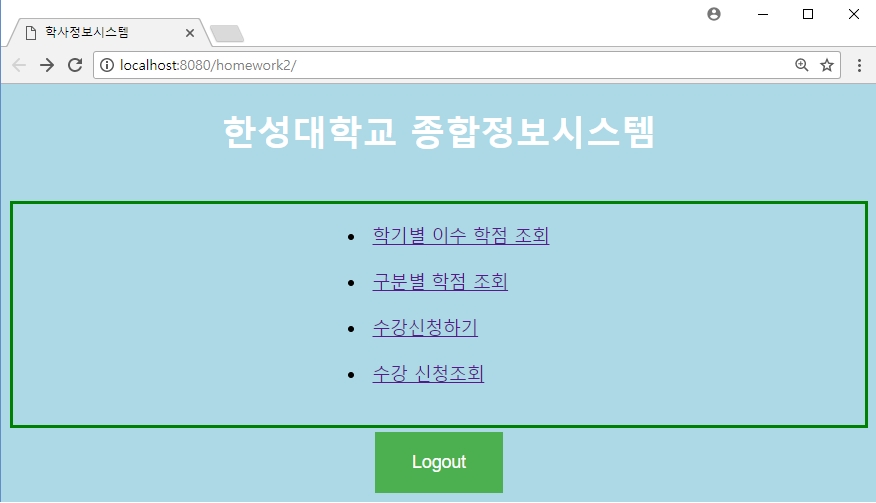 학사정보시스템
localhost:8080/homework2/
한성대학교 종합정보시스템
학기별 이수 학점 조회
구분별 학점 조회
수강신청하기
수강 신청조회
Logout